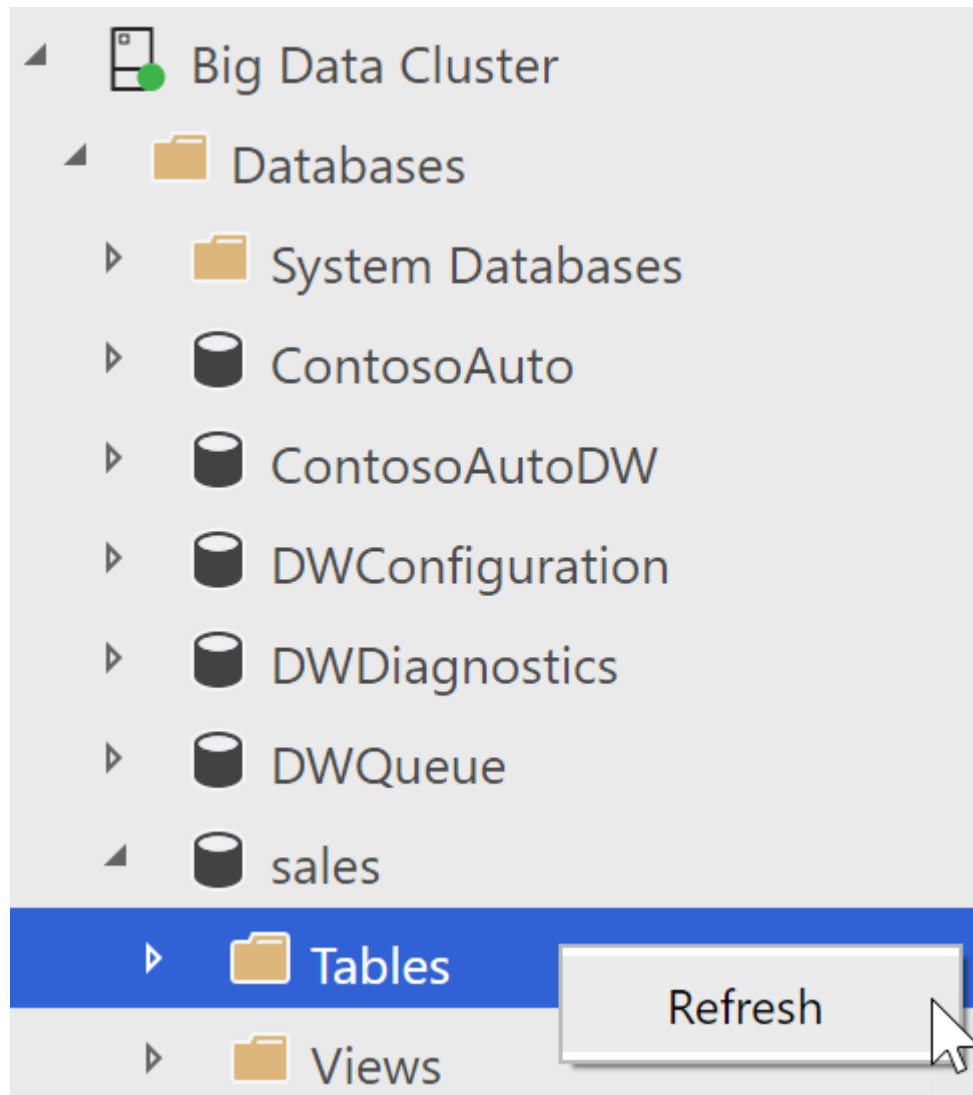 Big Data Cluster
Databases
System Databases
ContosoAuto
ContosoAutoDW
DWConfiguration
DWDiagnostics
DWQueue
sales
Tables
Refresh
Views